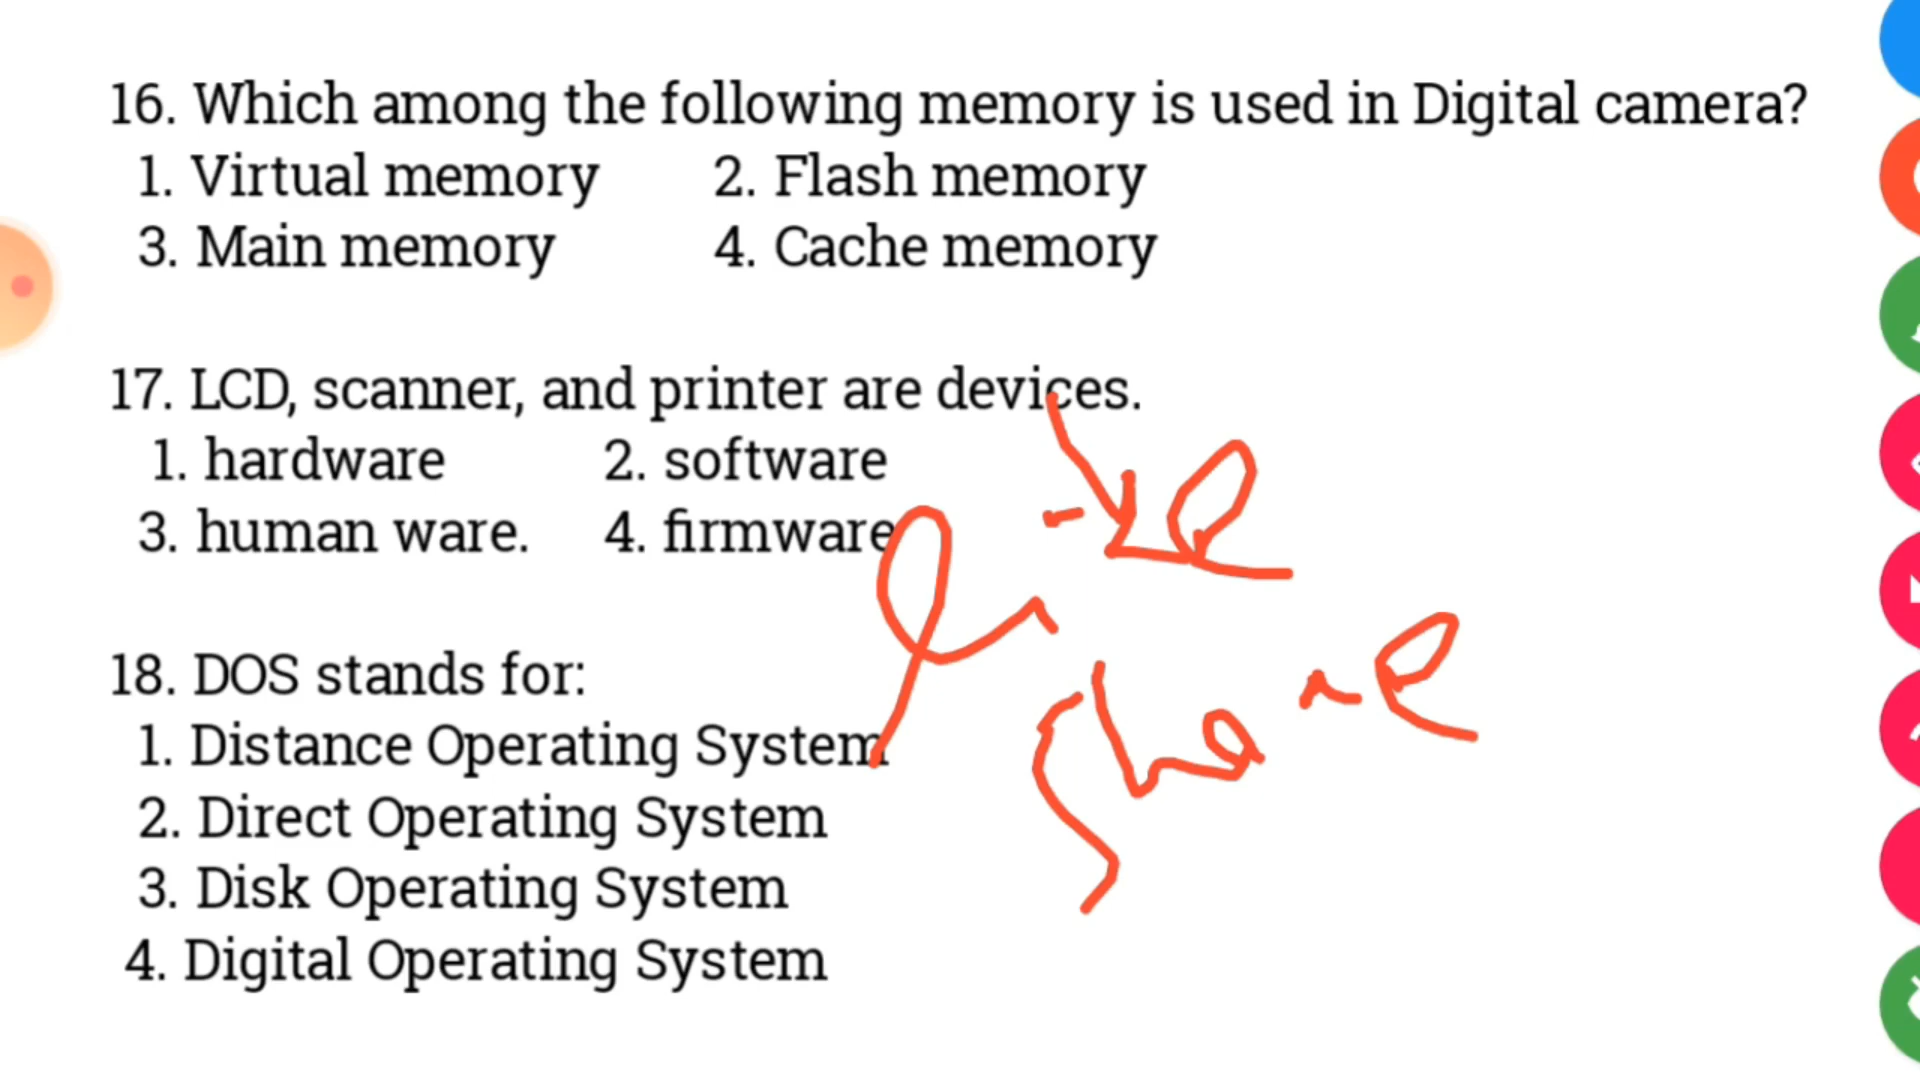 16. Which among the following memory is used in Digital camera?
1. Virtual memory 2. Flash memory
3. Main memory 4. Cache memory
17. LCD, scanner, and printer are devices.
1. hardware 2. software
3. human ware. 4. firmware
18. DOS stands for:
1. Distance Operating System
2. Direct Operating System
3. Disk Operating System
4. Digital Operating System
like
share